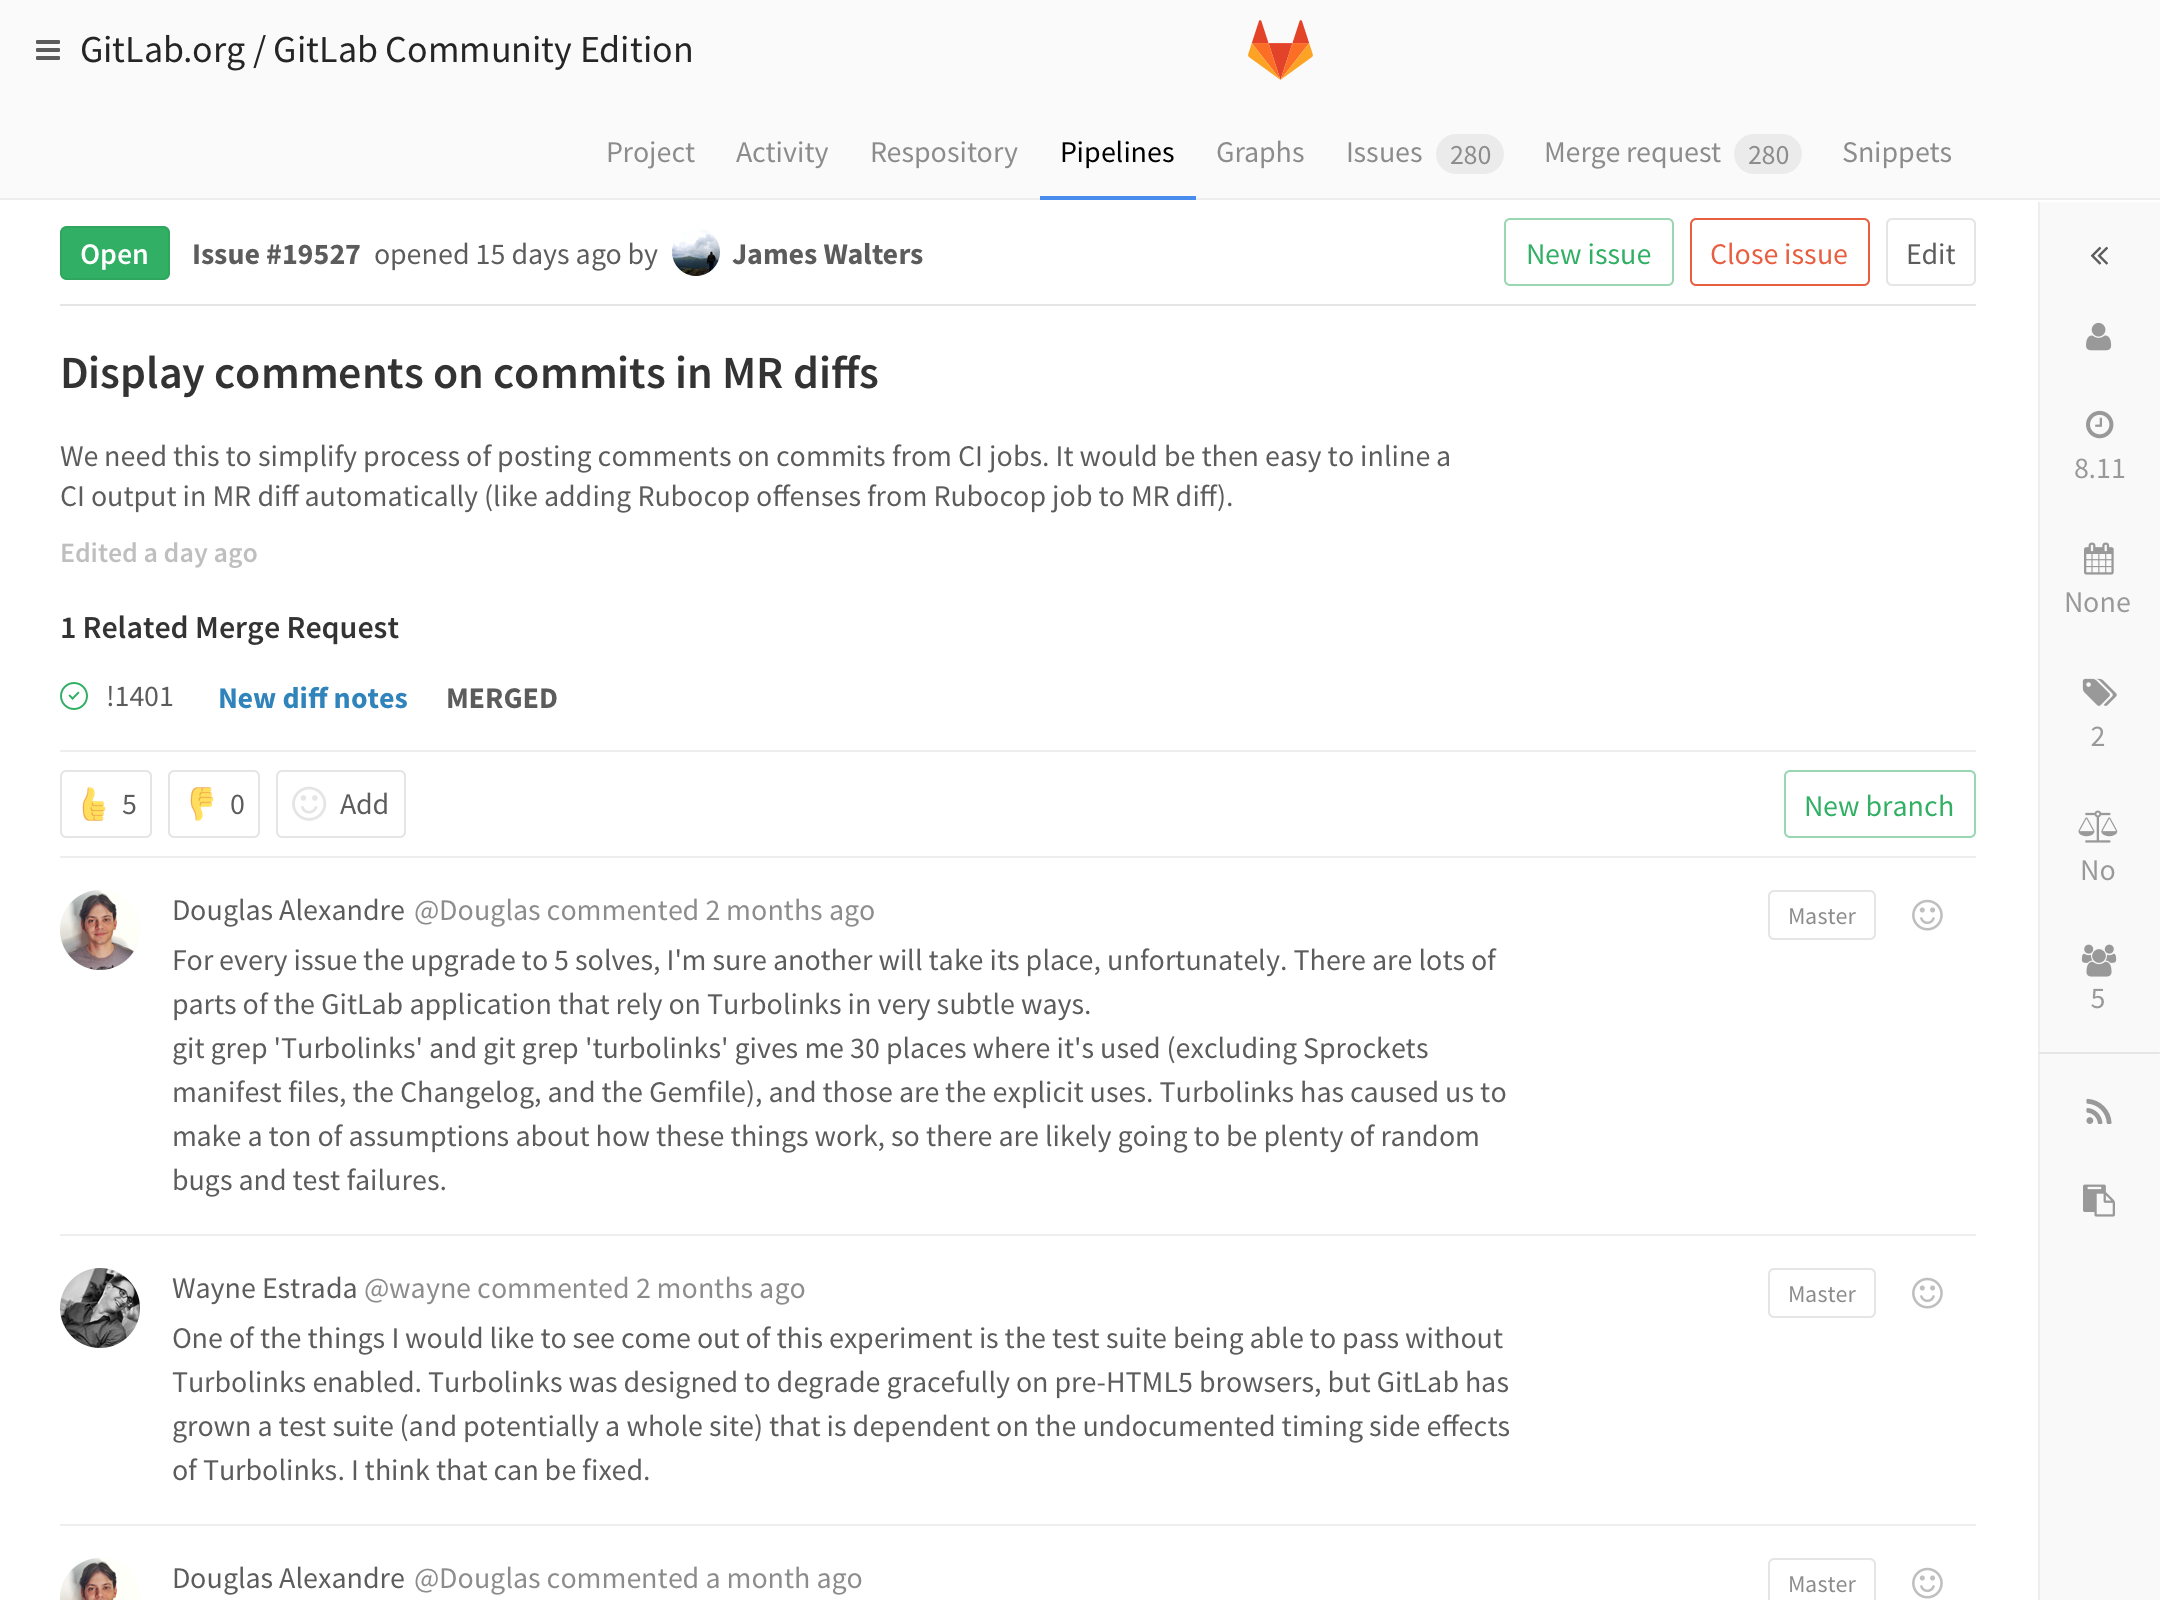 GitLab.org / GitLab Community Edition
Project Activity Respository Pipelines Graphs Issues 280 Merge request 280 Snippets
Open Issue #19527 opened 15 days ago by James Walters New issue Close issue Edit
Display comments on commits in MR diffs
We need this to simplify process of posting comments on commits from CI jobs. It would be then easy to inline a
CI output in MR diff automatically (like adding Rubocop offenses from Rubocop job to MR diff).
Edited a day ago
1 Related Merge Request
!1401 New diff notes MERGED
5 0 Add New branch
Douglas Alexandre @Douglas commented 2 months ago Master
For every issue the upgrade to 5 solves, I'm sure another will take its place, unfortunately. There are lots of
parts of the GitLab application that rely on Turbolinks in very subtle ways.
git grep 'Turbolinks' and git grep 'turbolinks' gives me 30 places where it's used (excluding Sprockets
manifest files, the Changelog, and the Gemfile), and those are the explicit uses. Turbolinks has caused us to
make a ton of assumptions about how these things work, so there are likely going to be plenty of random
bugs and test failures.
Wayne Estrada @wayne commented 2 months ago Master
One of the things I would like to see come out of this experiment is the test suite being able to pass without
Turbolinks enabled. Turbolinks was designed to degrade gracefully on pre-HTML5 browsers, but GitLab has
grown a test suite (and potentially a whole site) that is dependent on the undocumented timing side effects
of Turbolinks. I think that can be fixed.
Douglas Alexandre @Douglas commented a month ago Master
8.11
None
2
No
5